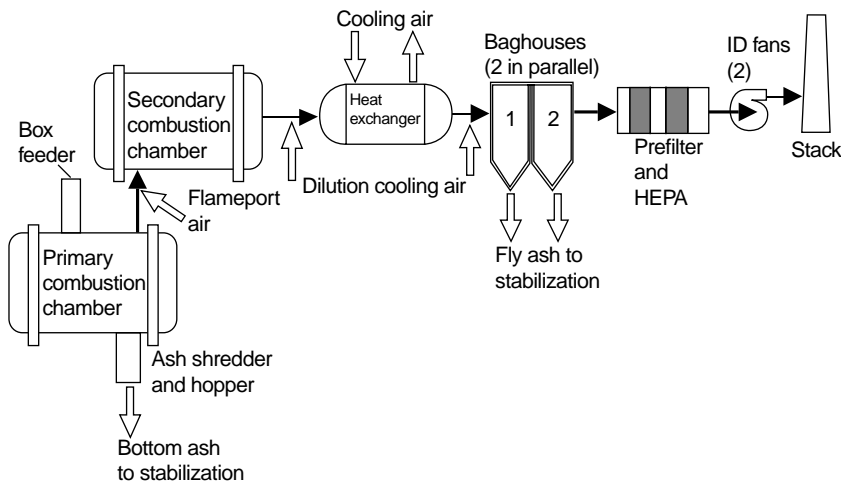 Cooling air
Baghouses
(2 in parallel)
ID fans
(2)
Secondary
combustion
chamber
Heat
exchanger
1
2
Box
feeder
Prefilter
and
HEPA
Stack
Flameport
air
Dilution cooling air
Primary
combustion
chamber
Fly ash to
stabilization
Ash shredder
and hopper
Bottom ash
to stabilization